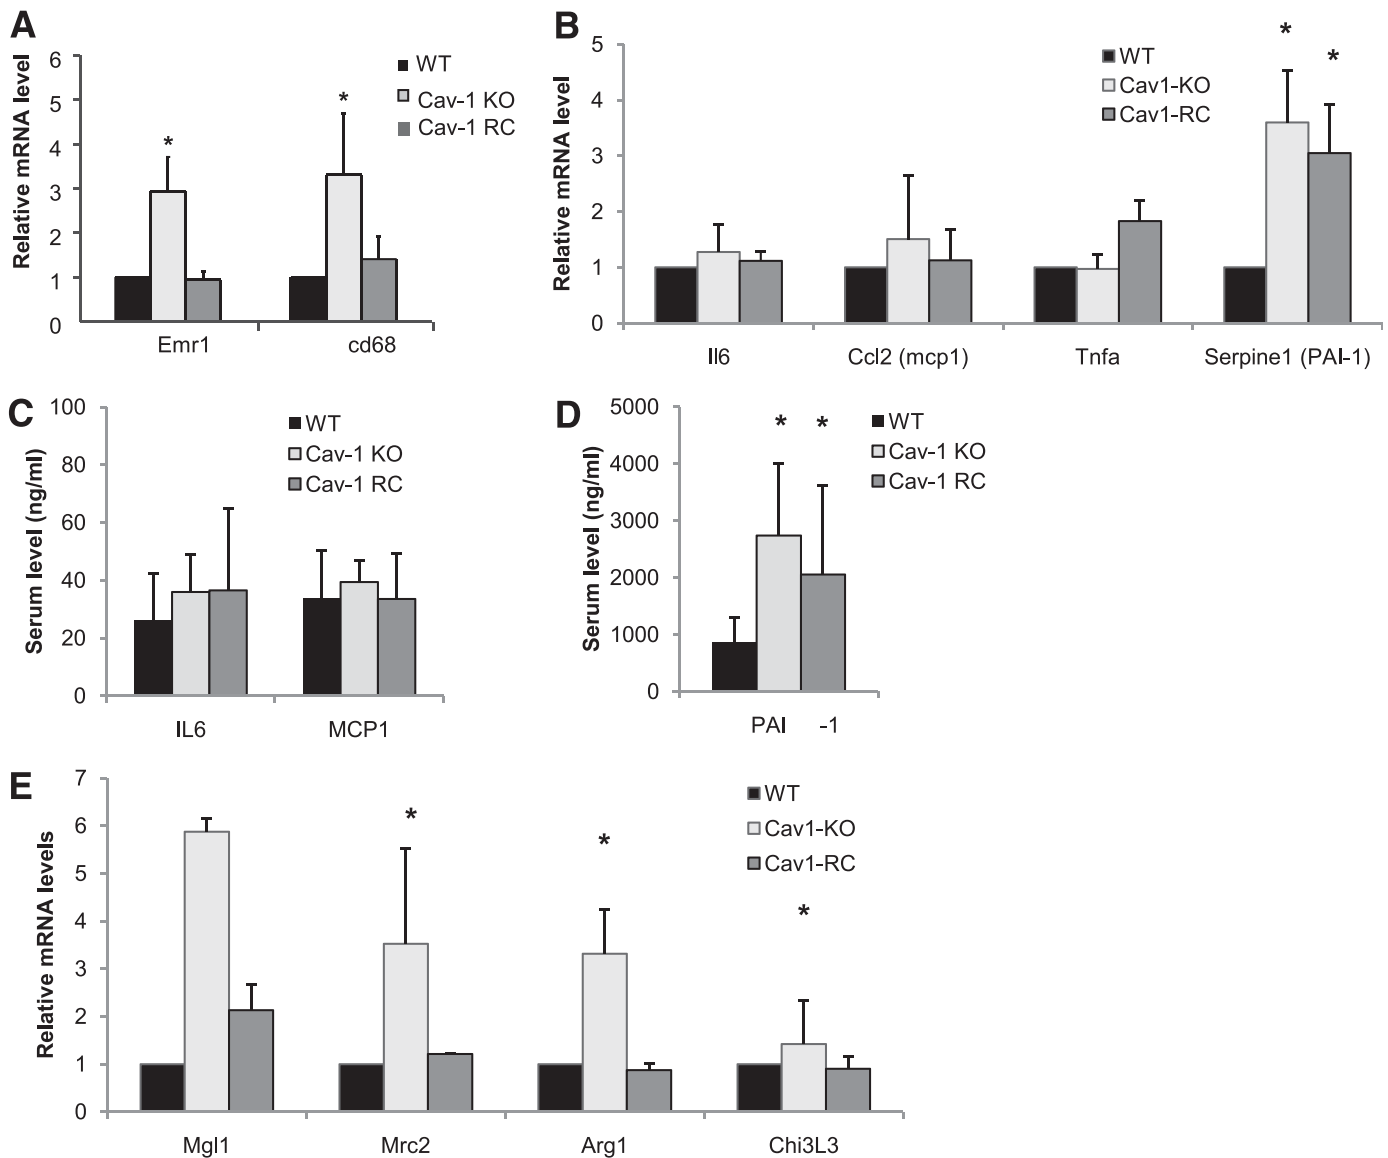 A
Relative mRNA level
6
5
4
3
2
1
0
*
*
WT
Cav-1 KO
Cav-1 RC
Emr1
cd68
B
Relative mRNA level
5
4
3
2
1
0
WT
Cav1-KO
Cav1-RC
*
*
Il6
Ccl2 (mcp1)
Tnfa
Serpine1 (PAI-1)
C
Serum level (ng/ml)
100
80
60
40
20
0
WT
Cav-1 KO
Cav-1 RC
IL6
MCP1
D
Serum level (ng/ml)
5000
4000
3000
2000
1000
0
*
*
WT
Cav-1 KO
Cav-1 RC
PAI -1
E
Relative mRNA levels
7
6
5
4
3
2
1
0
*
*
*
WT
Cav1-KO
Cav1-RC
Mgl1
Mrc2
Arg1
Chi3L3